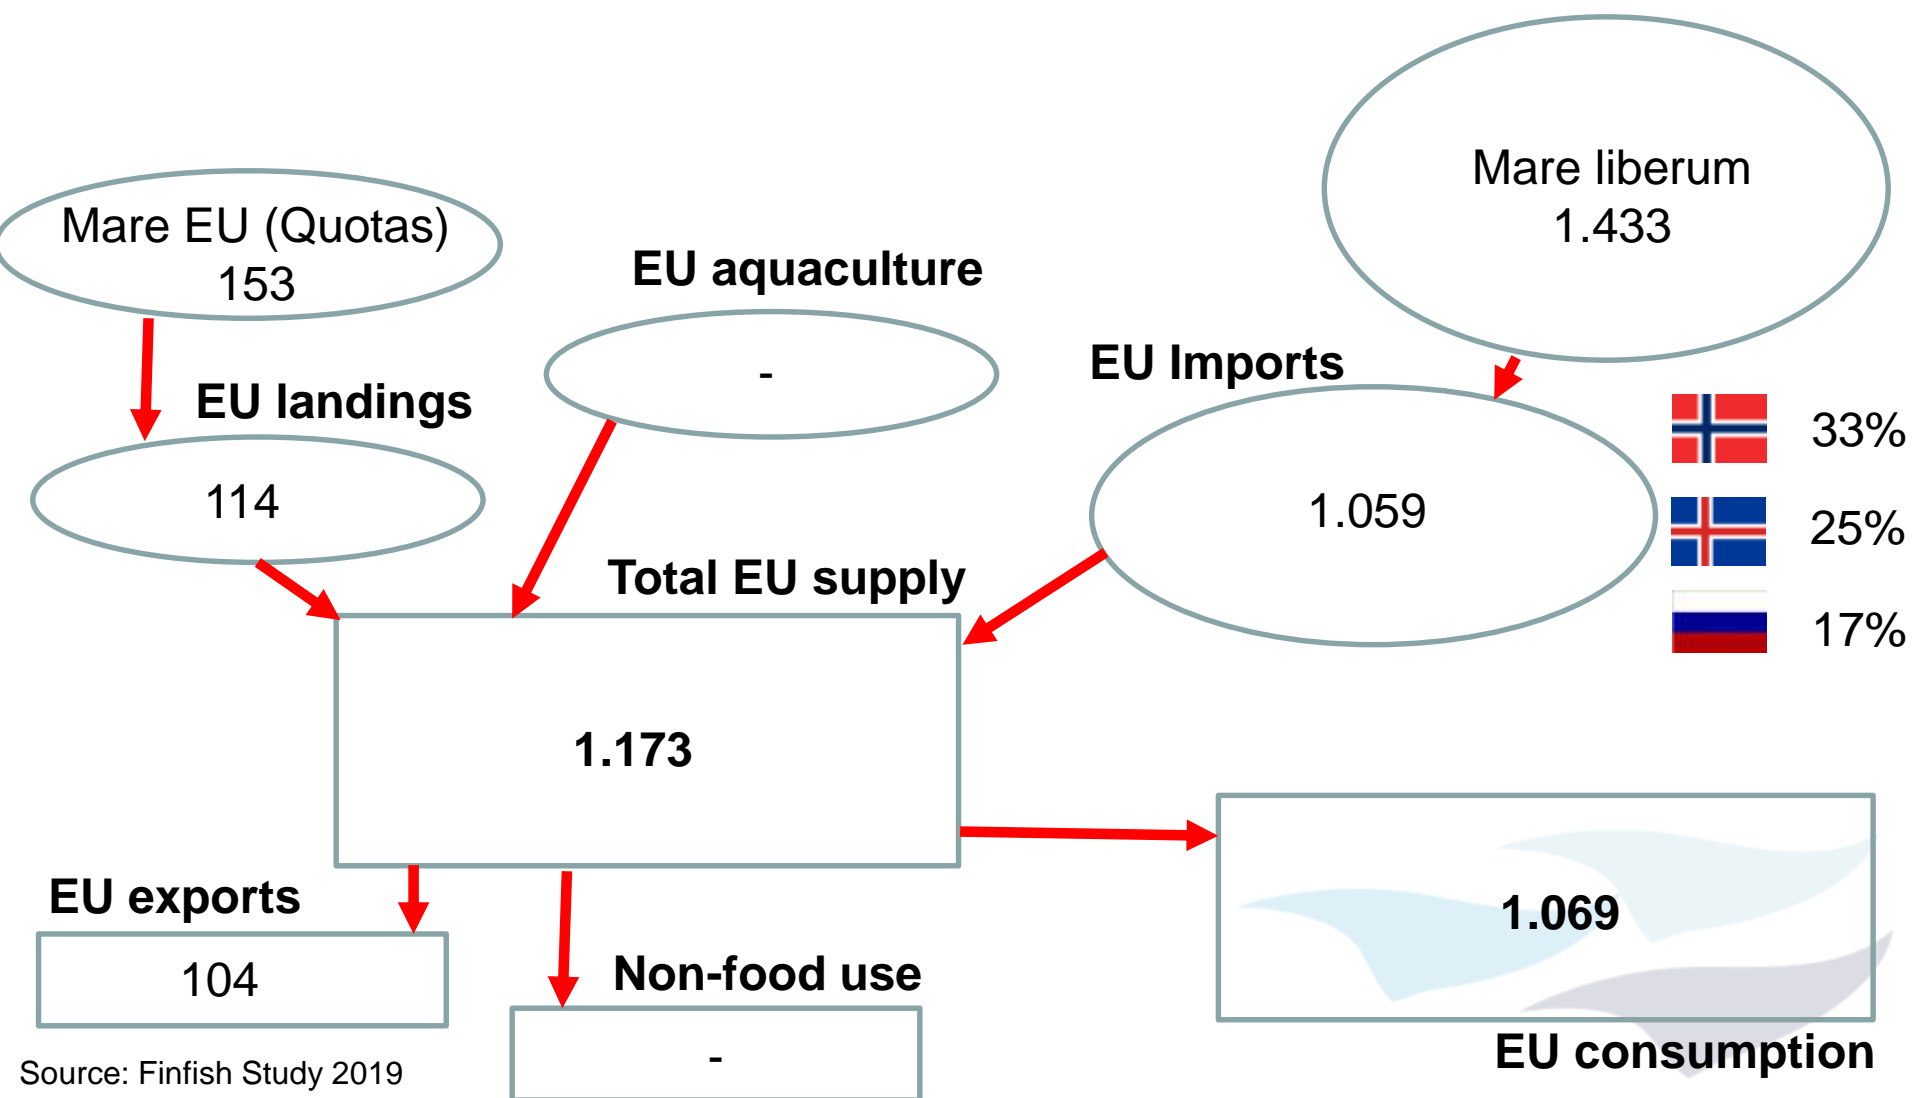 Mare liberum
1.433
Mare EU (Quotas)
153
EU aquaculture
-
EU Imports
EU landings
33%
114
1.059
25%
Total EU supply
17%
1.173
EU exports
104
1.069
Non-food use
-
EU consumption
Source: Finfish Study 2019